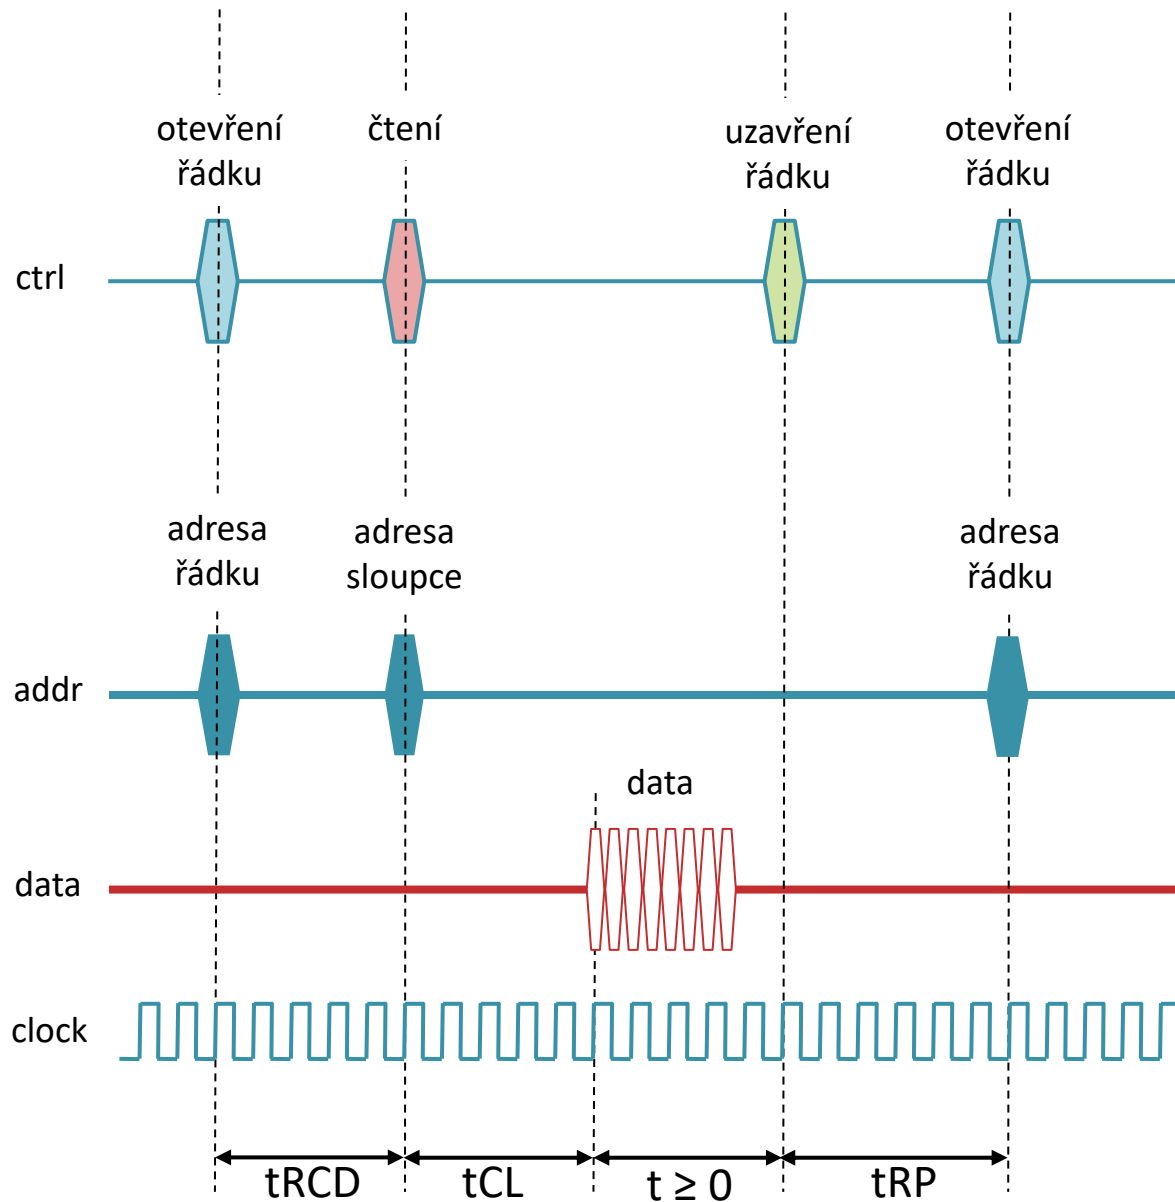 otevření
řádku
čtení
uzavření
řádku
otevření
řádku
ctrl
adresa
řádku
adresa
sloupce
adresa
řádku
addr
data
data
clock
tRCD
tCL
t ≥ 0
tRP